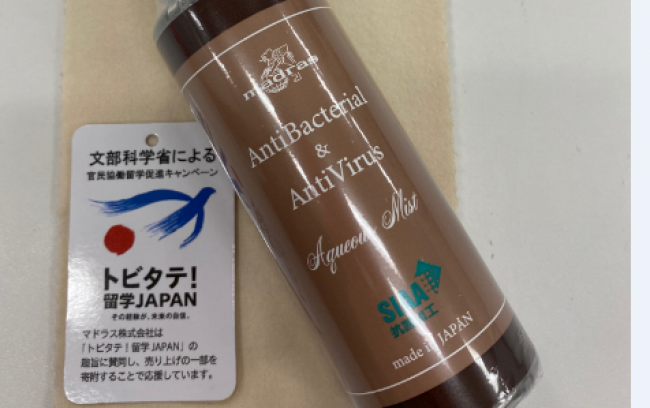 文部科学省による
官民協働留学促進キャンペーン
トビタテ!
留学JAPAN
その経験が、未来の自信。
マドラス株式会社は
「トビタテ!留学JAPAN」の
趣旨に賛同し、売り上げの一部を
寄附することで応援しています。
madras
AntiBacterial
&
AntiVirus
Aqueous Mist
made in JAPAN